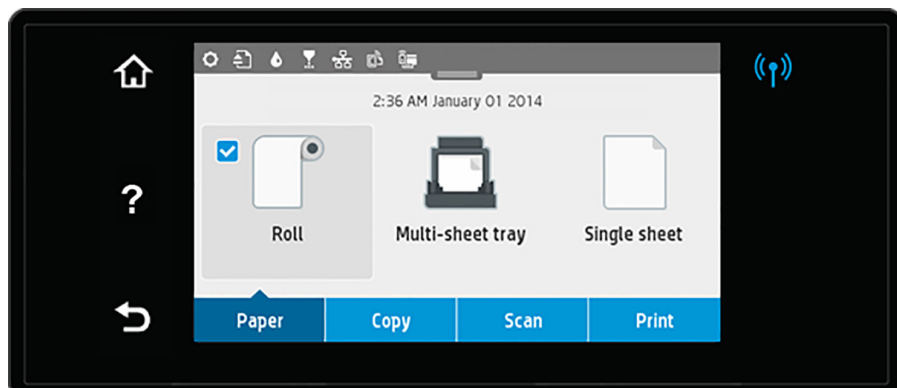 2:36 AM January 01 2014
Roll
Multi-sheet tray
Single sheet
Paper
Copy
Scan
Print